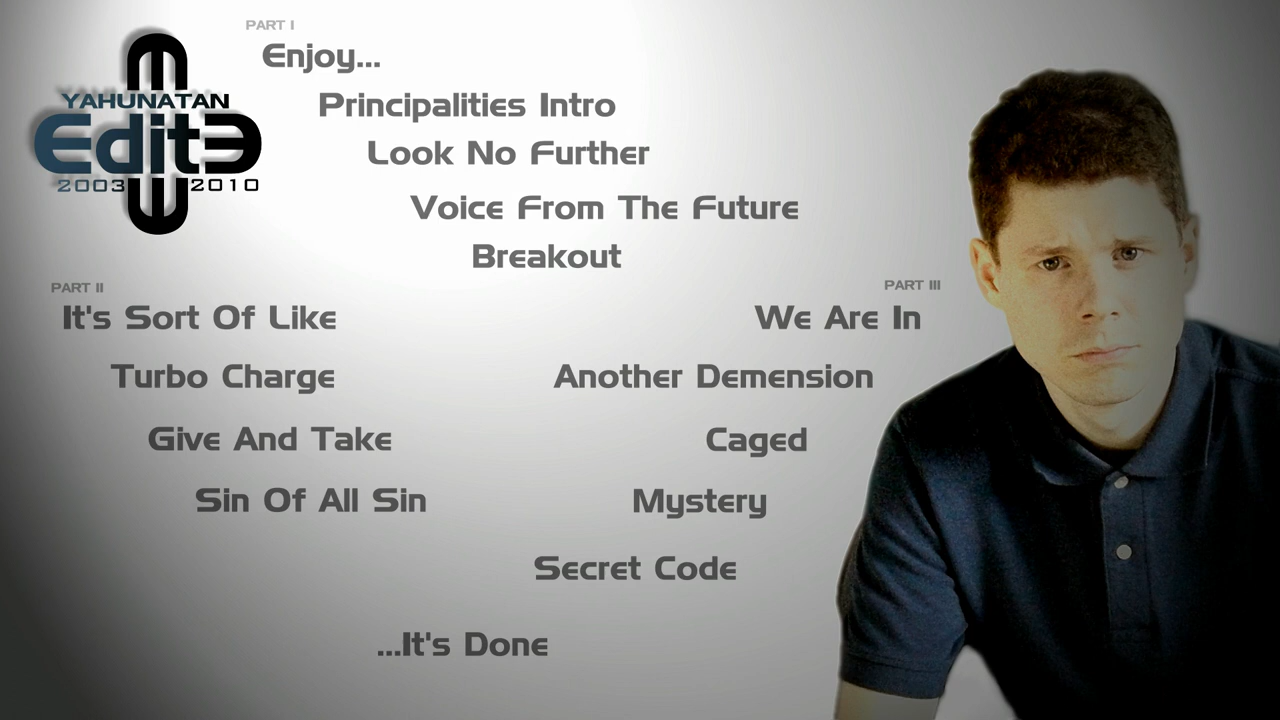 YAHUNATAN
EditE
2003 2010
PART I
Enjoy...
Principalities Intro
Look No Further
Voice From The Future
Breakout
PART II
It's Sort Of Like
Turbo Charge
Give And Take
Sin Of All Sin
PART III
We Are In
Another Demension
Caged
Mystery
Secret Code
...It's Done